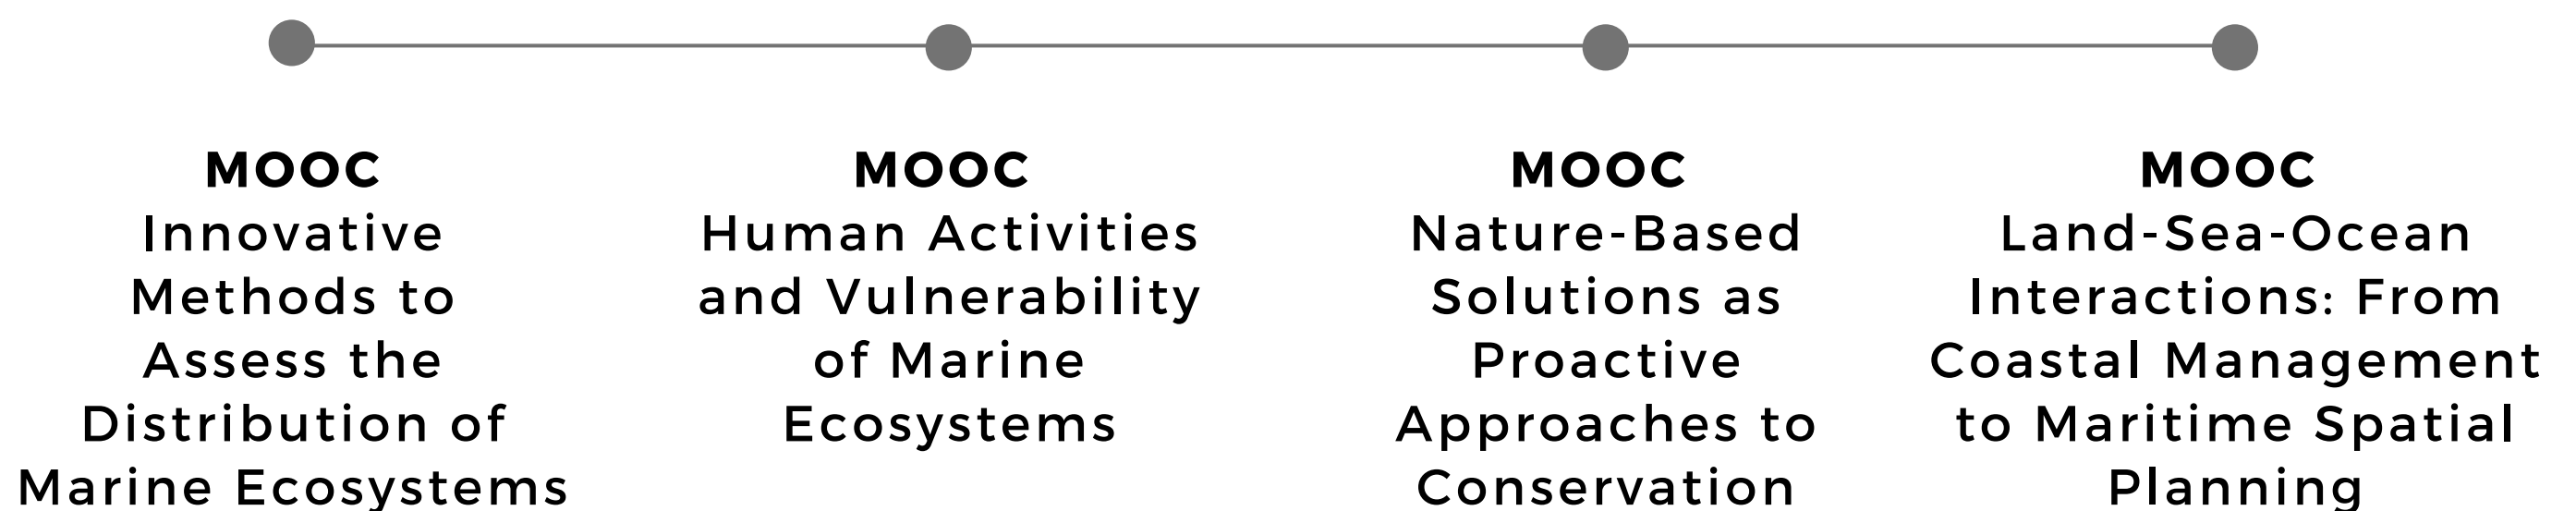 MOOC
Innovative
Methods to
Assess the
Distribution of
Marine Ecosystems
MOOC
Human Activities
and Vulnerability
of Marine
Ecosystems
MOOC
Nature-Based
Solutions as
Proactive
Approaches to
Conservation
MOOC
Land-Sea-Ocean
Interactions: From
Coastal Management
to Maritime Spatial
Planning